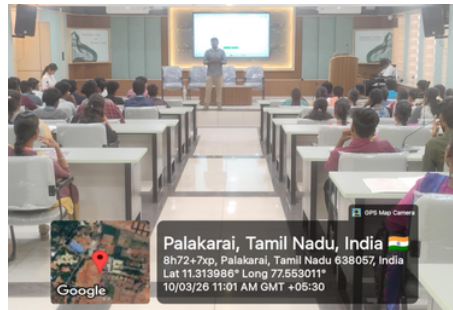 GPS Map Camera
Palakarai, Tamil Nadu, India 🇮🇳
8h72+7xp, Palakarai, Tamil Nadu 638057, India
Lat 11.313986° Long 77.553011°
10/03/26 11:01 AM GMT +05:30
Google